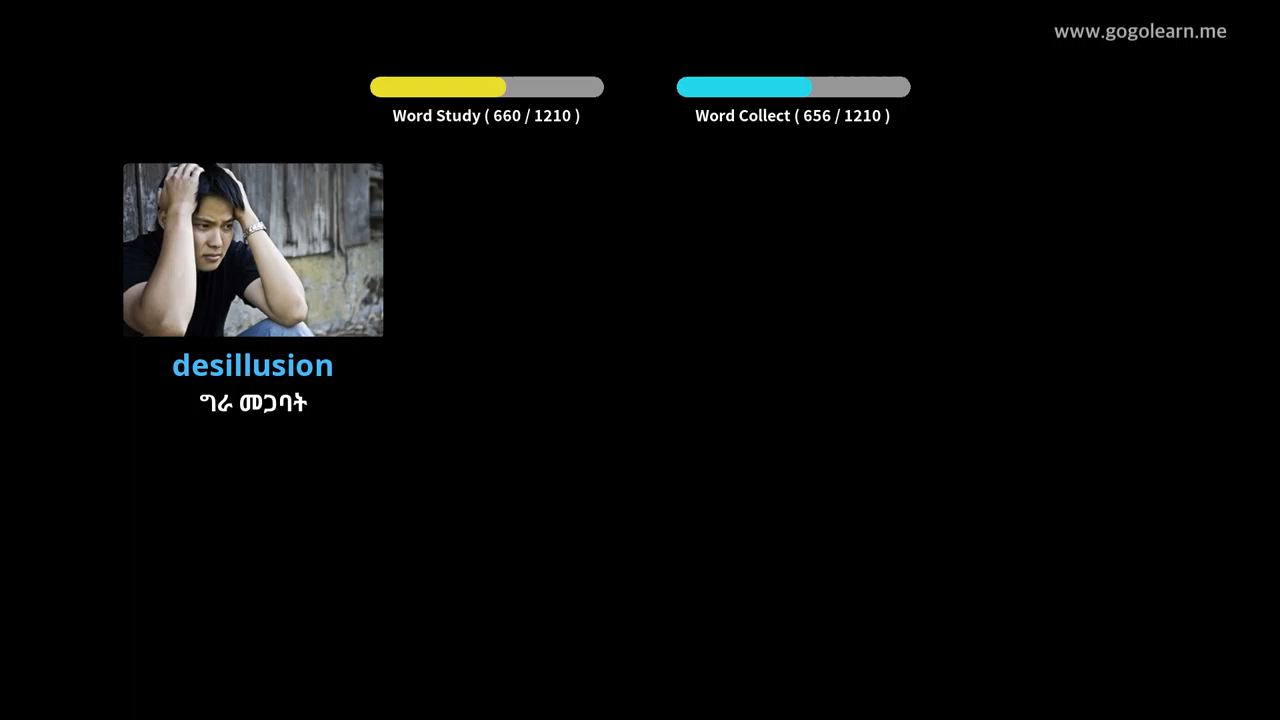 www.gogolearn.me
Word Study ( 660 / 1210 )
Word Collect ( 656 / 1210 )
desillusion
ግራ መጋባት